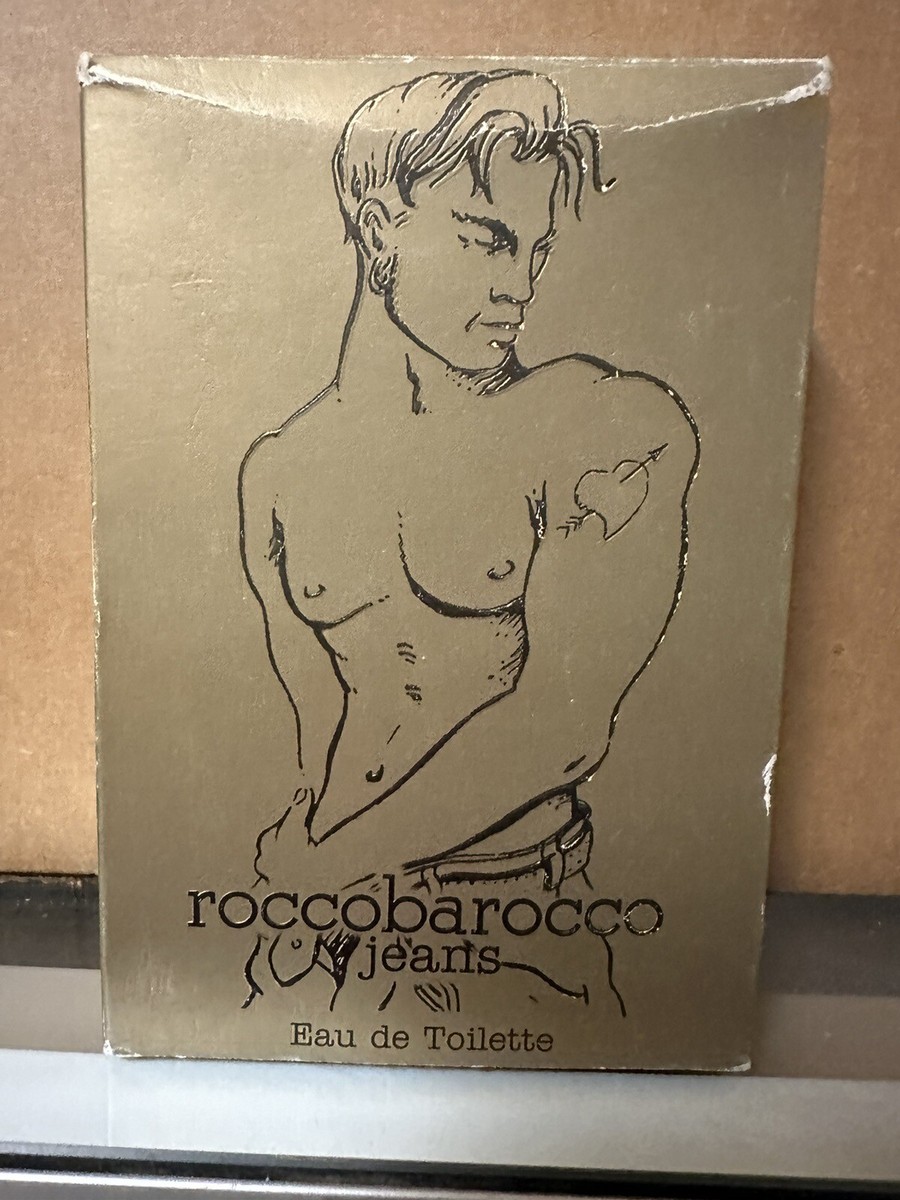 roccobarocco
jeans
Eau de Toilette